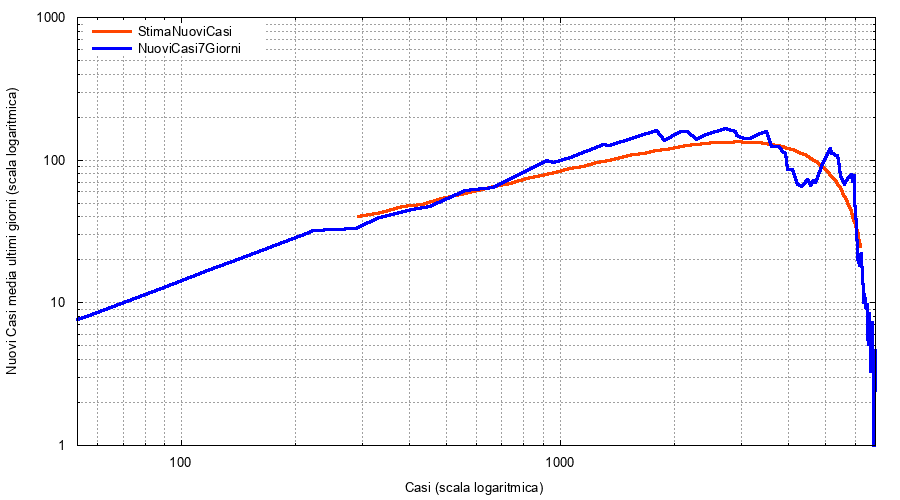 1000
StimaNuoviCasi
NuoviCasi7Giorni
100
10
1
Nuovi Casi media ultimi giorni (scala logaritmica)
100
1000
Casi (scala logaritmica)